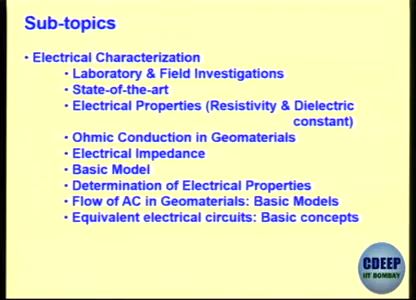 Sub-topics
• Electrical Characterization
• Laboratory & Field Investigations
• State-of-the-art
• Electrical Properties (Resistivity & Dielectric
constant)
• Ohmic Conduction in Geomaterials
• Electrical Impedance
• Basic Model
• Determination of Electrical Properties
• Flow of AC in Geomaterials: Basic Models
• Equivalent electrical circuits: Basic concepts
CDEEP
IIT BOMBAY